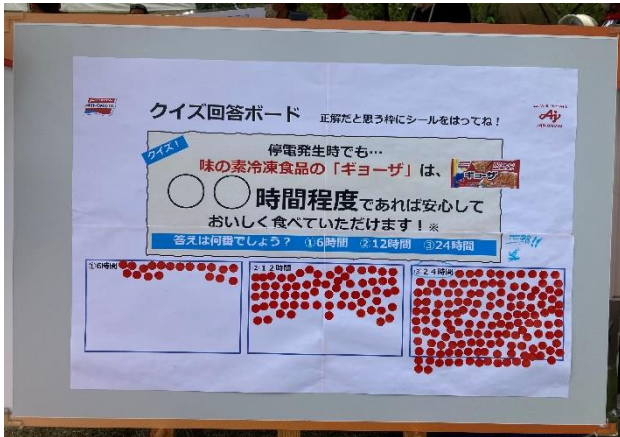 クイズ回答ボード
正解だと思う枠にシールをはってね！
クイズ！
停電発生時でも…
味の素冷凍食品の「ギョーザ」は、
ギョーザ
○○時間程度であれば安心して
おいしく食べていただけます！※
答えは何番でしょう？ ①6時間 ②12時間 ③24時間
①6時間
②12時間
③24時間